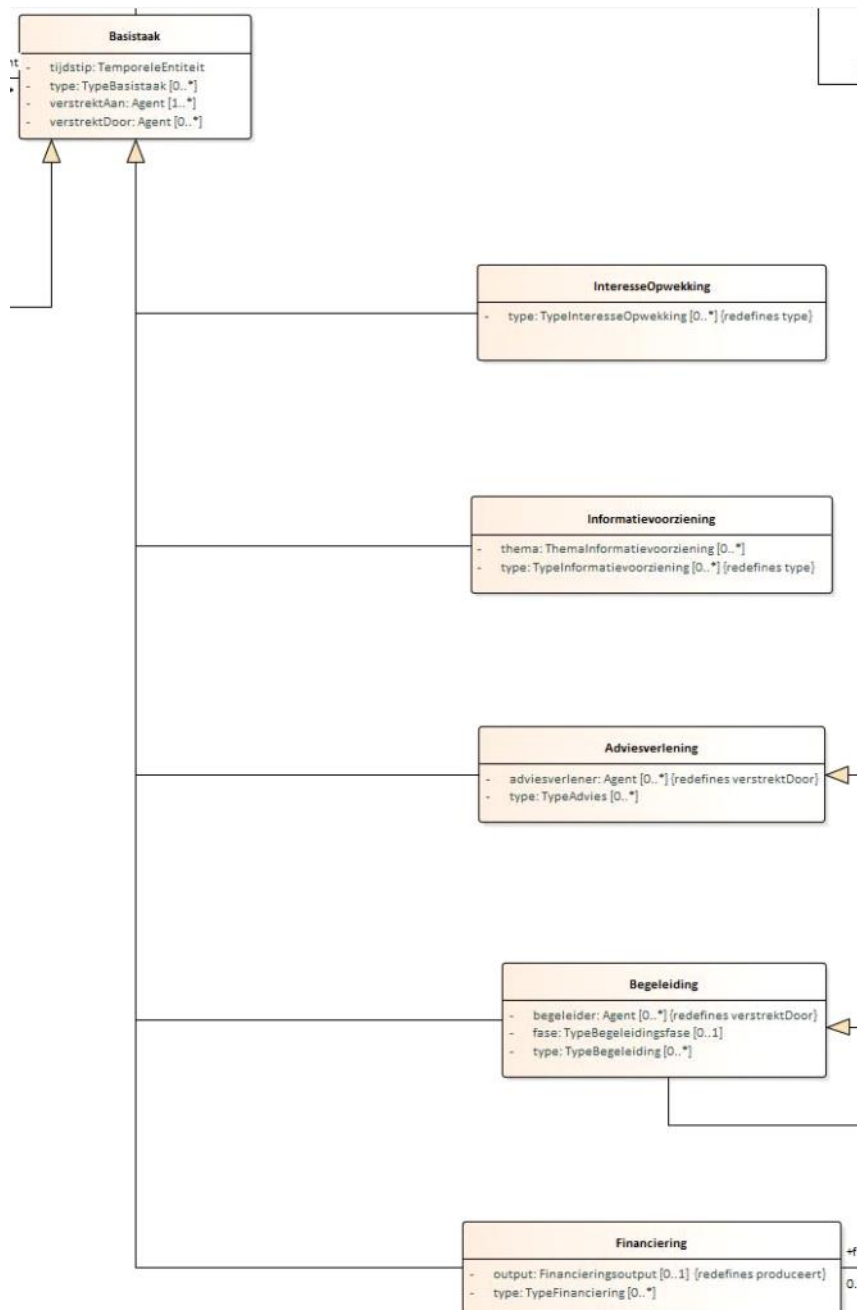 Basistaak
- tijdstip: TemporeleEntiteit
- type: TypeBasistaak [0..*]
- verstrektAan: Agent [1..*]
- verstrektDoor: Agent [0..*]
InteresseOpwekking
- type: TypeInteresseOpwekking [0..*] {redefines type}
Informatievoorziening
- thema: ThemaInformatievoorziening [0..*]
- type: TypeInformatievoorziening [0..*] {redefines type}
Adviesverlening
- adviesverlener: Agent [0..*] {redefines verstrektDoor}
- type: TypeAdvies [0..*]
Begeleiding
- begeleider: Agent [0..*] {redefines verstrektDoor}
- fase: TypeBegeleidingsfase [0..1]
- type: TypeBegeleiding [0..*]
Financiering
- output: Financieringsoutput [0..1] {redefines produceert}
- type: TypeFinanciering [0..*]